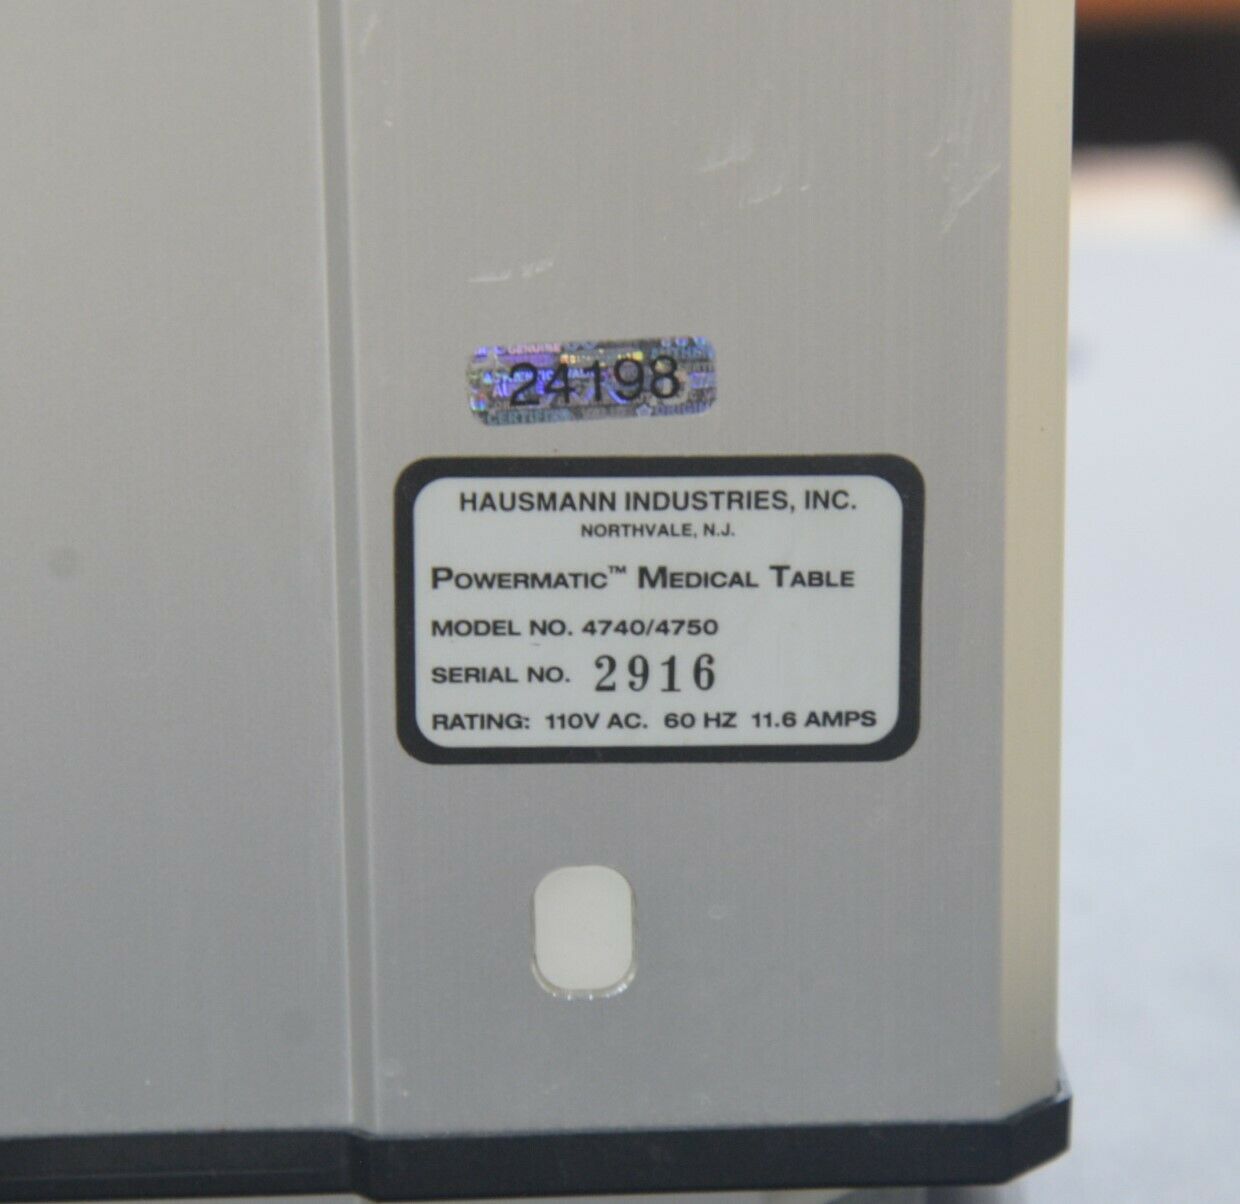 GENUINE
24198
HAUSMANN INDUSTRIES, INC.
NORTHVALE, N.J.
POWERMATIC™ MEDICAL TABLE
MODEL NO. 4740/4750
SERIAL NO. 2916
RATING: 110V AC. 60 HZ 11.6 AMPS